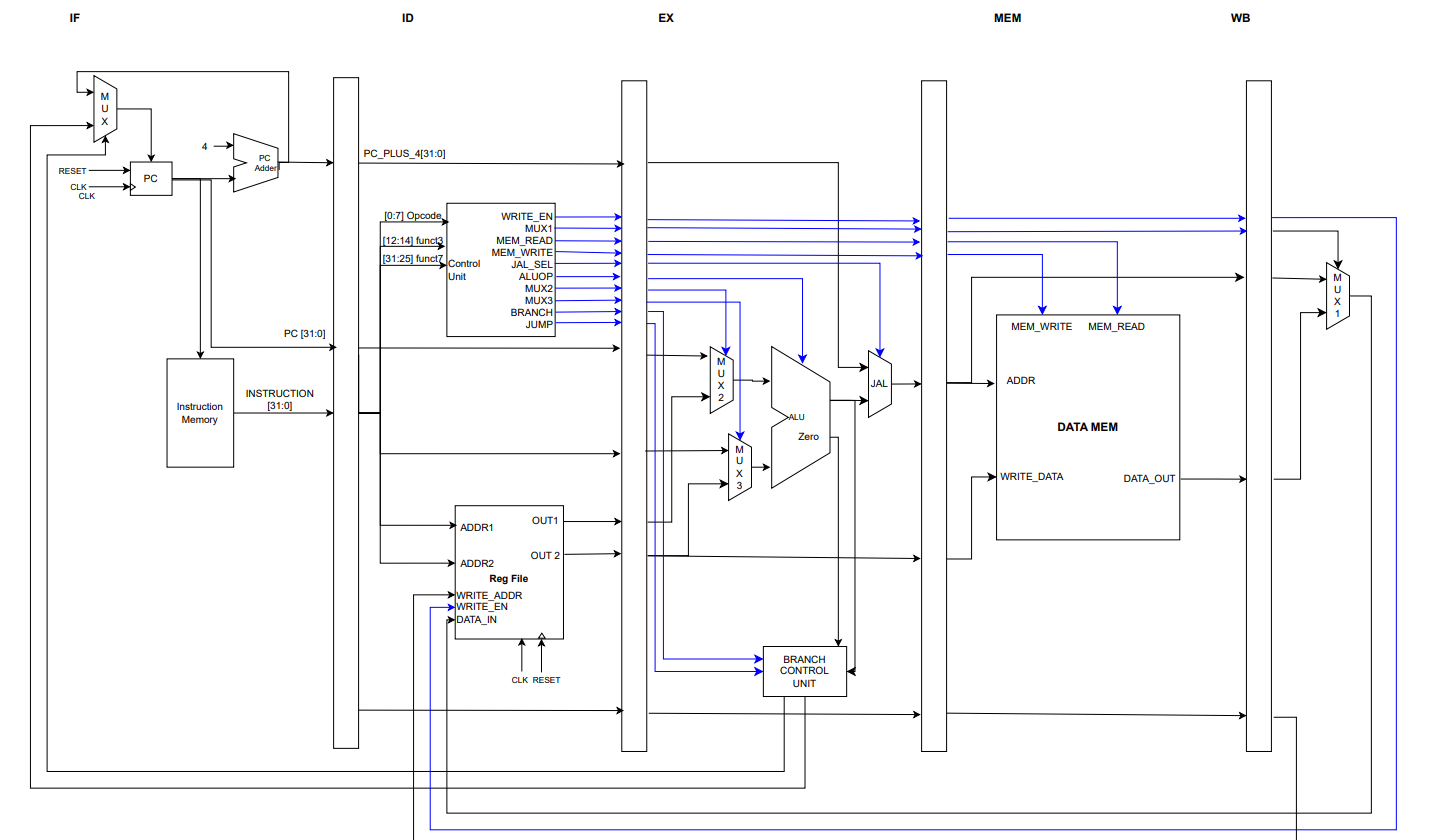 IF
ID
EX
MEM
WB
M
U
X
4
PC
Adder
RESET
PC
CLK
CLK
PC_PLUS_4[31:0]
[0:7] Opcode
[12:14] funct3
[31:25] funct7
Control
Unit
WRITE_EN
MUX1
MEM_READ
MEM_WRITE
JAL_SEL
ALUOP
MUX2
MUX3
BRANCH
JUMP
PC [31:0]
INSTRUCTION
[31:0]
Instruction
Memory
M
U
X
2
M
U
X
3
ALU
Zero
JAL
MEM_WRITE
MEM_READ
ADDR
DATA MEM
WRITE_DATA
DATA_OUT
M
U
X
1
ADDR1
OUT1
OUT 2
ADDR2
Reg File
WRITE_ADDR
WRITE_EN
DATA_IN
CLK
RESET
BRANCH
CONTROL
UNIT